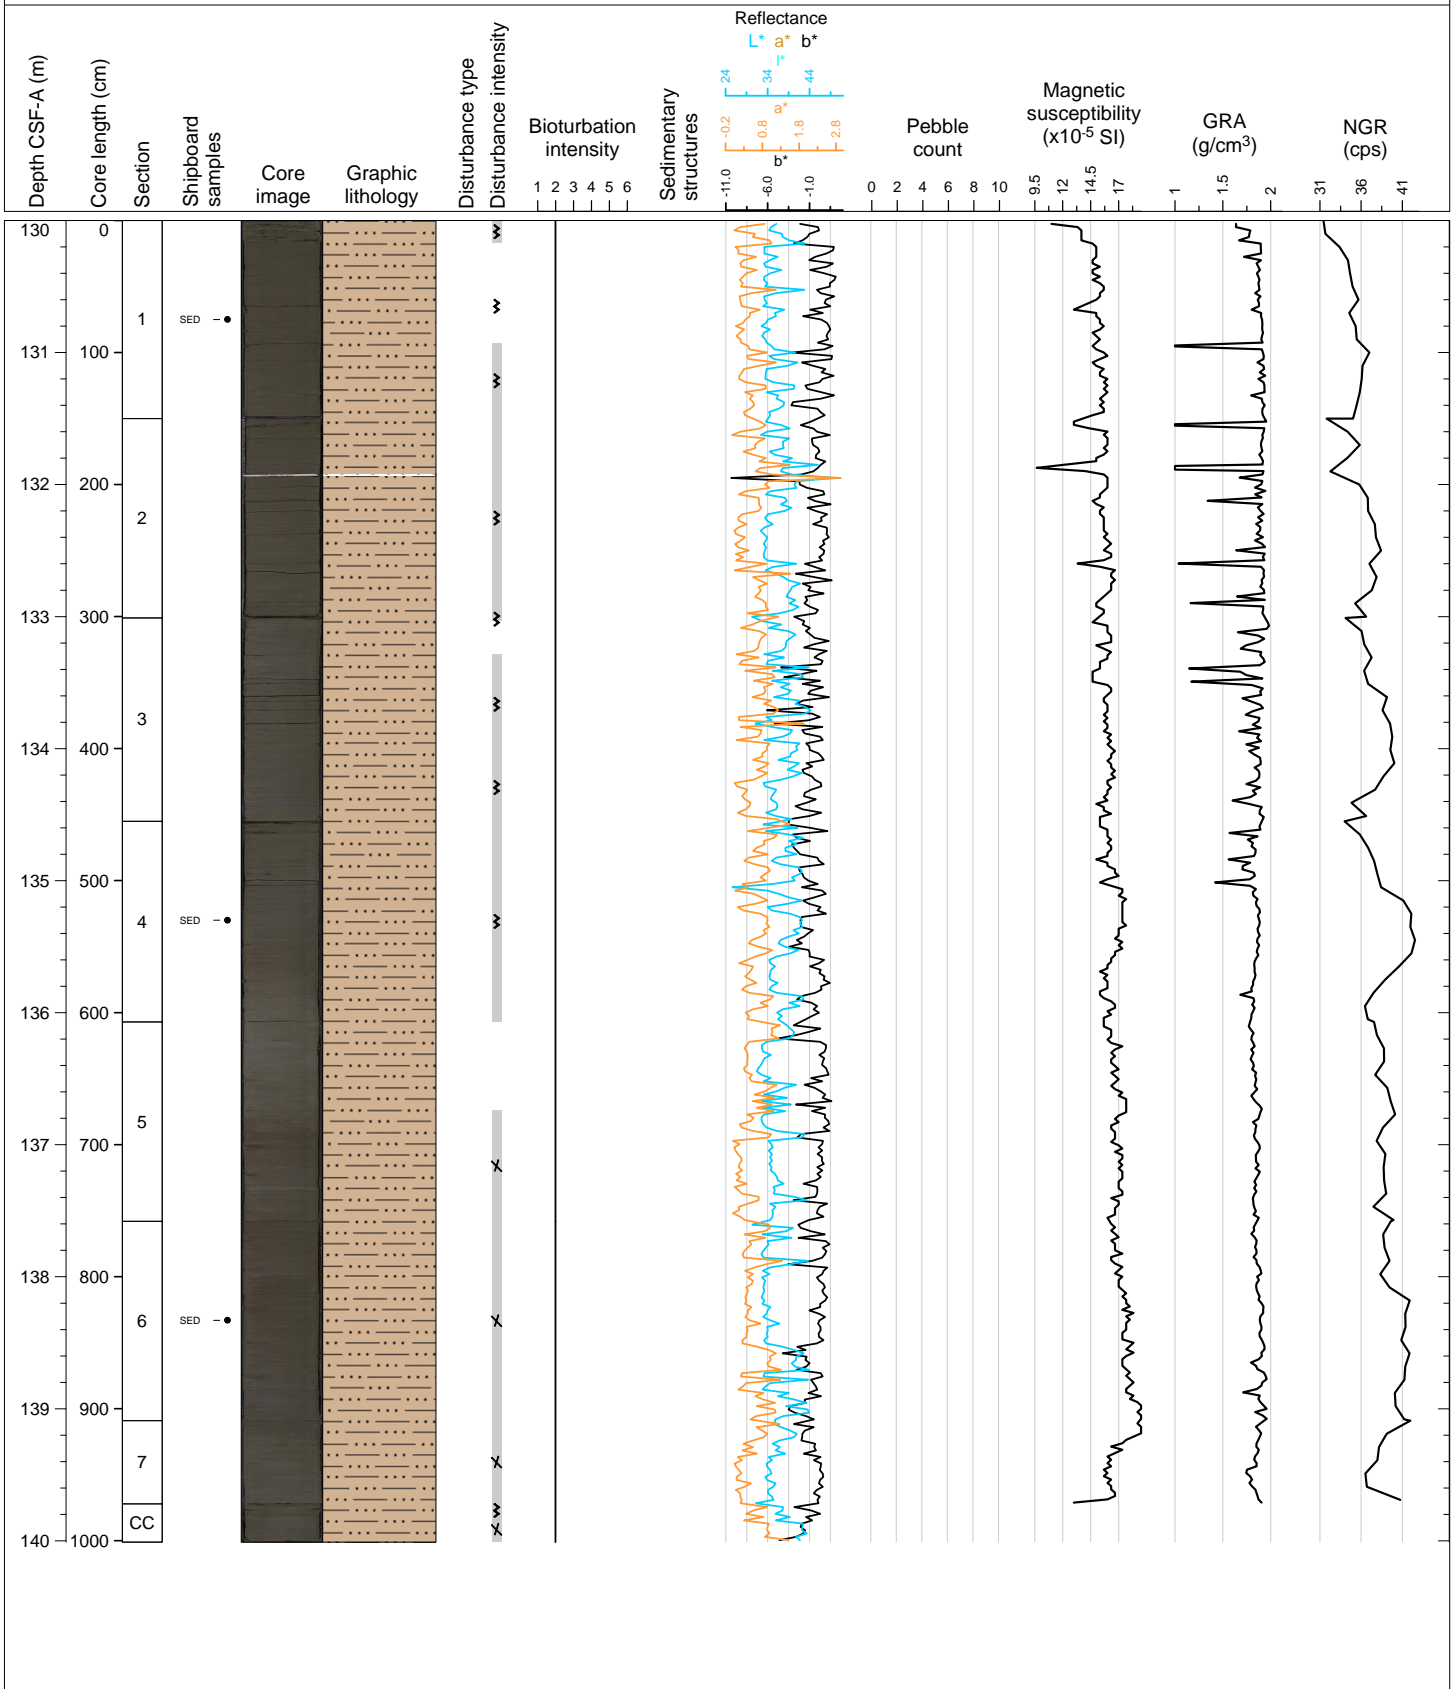 Depth CSF-A (m)
Core length (cm)
Section
Shipboard
samples
Core
image
Graphic
lithology
Disturbance type
Disturbance intensity
Bioturbation
intensity
1 2 3 4 5 6
Sedimentary
structures
Reflectance
L* a* b*
l*
24 34 44
a*
-0.2 0.8 1.8 2.8
b*
-11.0 -6.0 -1.0
Pebble
count
0 2 4 6 8 10
Magnetic
susceptibility
(x10-5 SI)
9.5 12 14.5 17
GRA
(g/cm3)
1 1.5 2
NGR
(cps)
31 36 41
130 0
1
SED
131 100
132 200
2
133 300
3
134 400
135 500
4
SED
136 600
5
137 700
138 800
6
SED
139 900
7
CC
140 1000